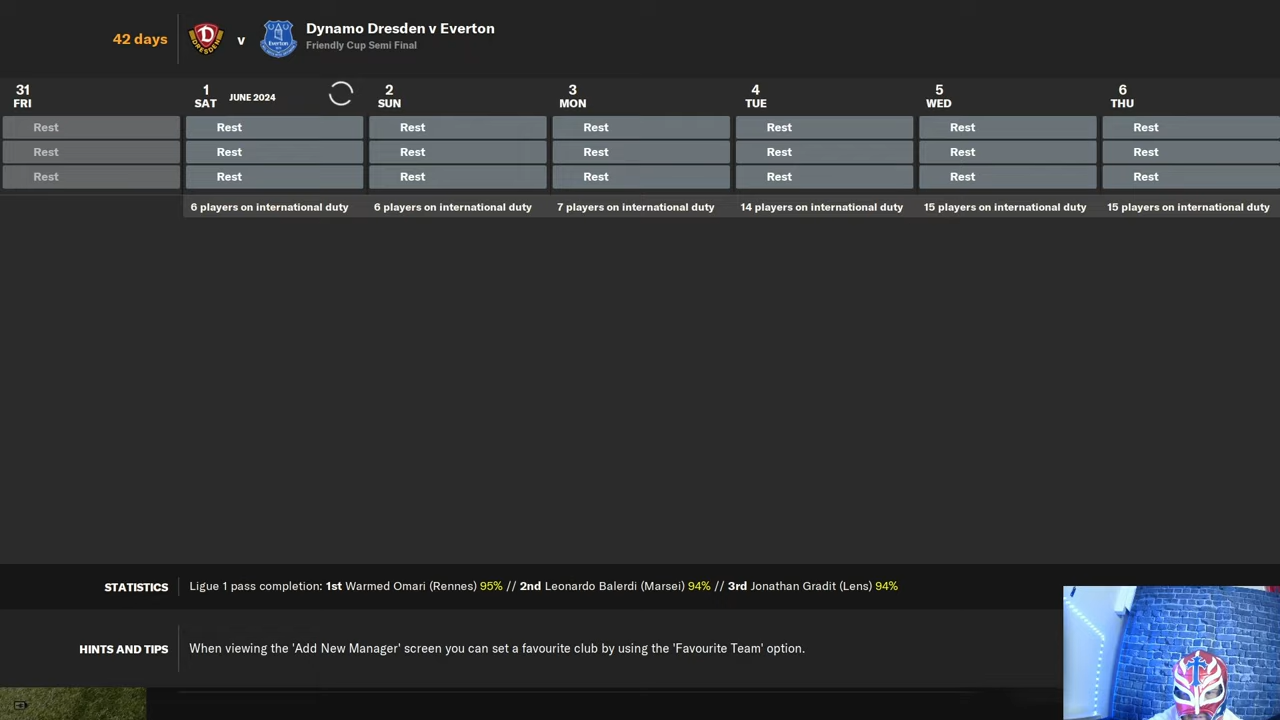 42 days
v
Dynamo Dresden v Everton
Friendly Cup Semi Final
DRESDEN
Everton
31 FRI
1 SAT JUNE 2024
2 SUN
3 MON
4 TUE
5 WED
6 THU
Rest Rest Rest Rest Rest Rest Rest
Rest Rest Rest Rest Rest Rest Rest
Rest Rest Rest Rest Rest Rest Rest
6 players on international duty
6 players on international duty
7 players on international duty
14 players on international duty
15 players on international duty
15 players on international duty
STATISTICS
Ligue 1 pass completion: 1st Warmed Omari (Rennes) 95% // 2nd Leonardo Balerdi (Marsei) 94% // 3rd Jonathan Gradit (Lens) 94%
HINTS AND TIPS
When viewing the 'Add New Manager' screen you can set a favourite club by using the 'Favourite Team' option.